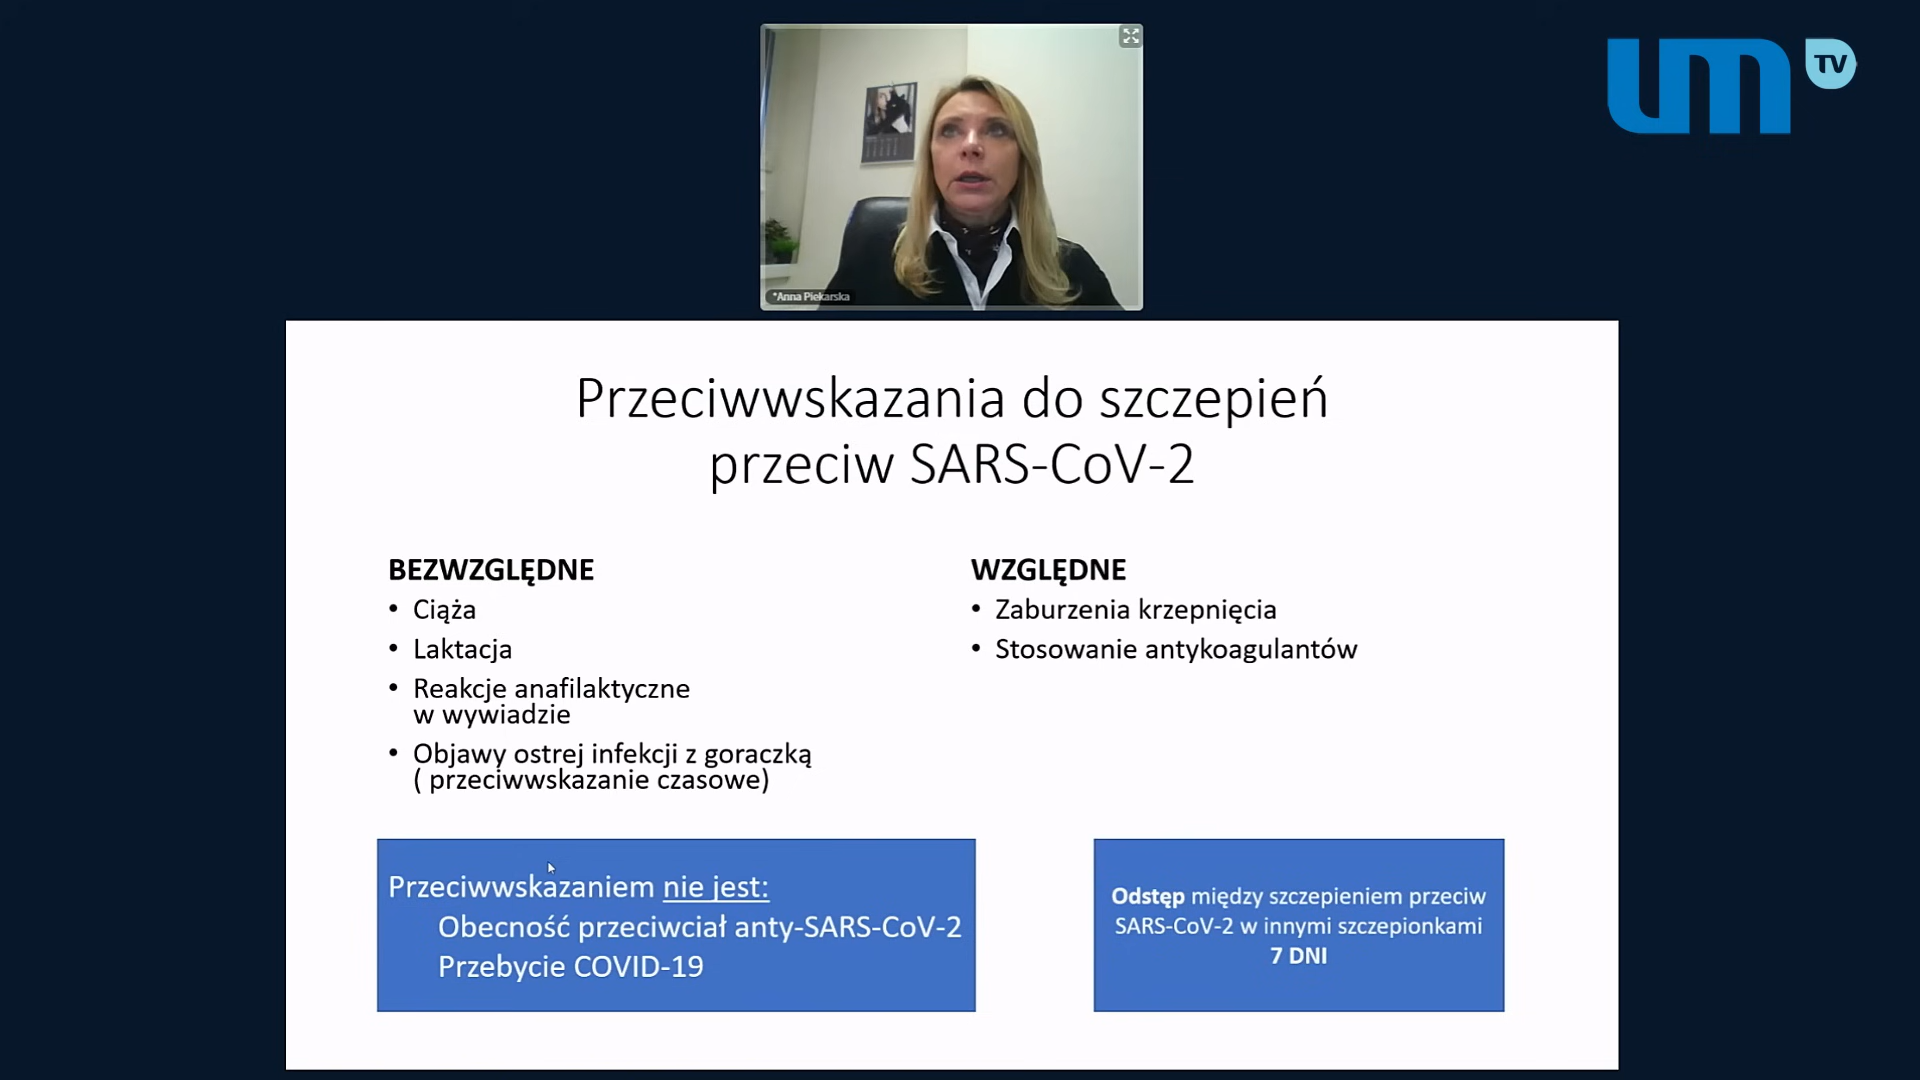 um TV
*Anna Piekarska
Przeciwwskazania do szczepień
przeciw SARS-CoV-2
BEZWZGLĘDNE
• Ciąża
• Laktacja
• Reakcje anafilaktyczne
w wywiadzie
• Objawy ostrej infekcji z goraczką
( przeciwwskazanie czasowe)
WZGLĘDNE
• Zaburzenia krzepnięcia
• Stosowanie antykoagulantów
Przeciwwskazaniem nie jest:
Obecność przeciwciał anty-SARS-CoV-2
Przebycie COVID-19
Odstęp między szczepieniem przeciw
SARS-CoV-2 w innymi szczepionkami
7 DNI